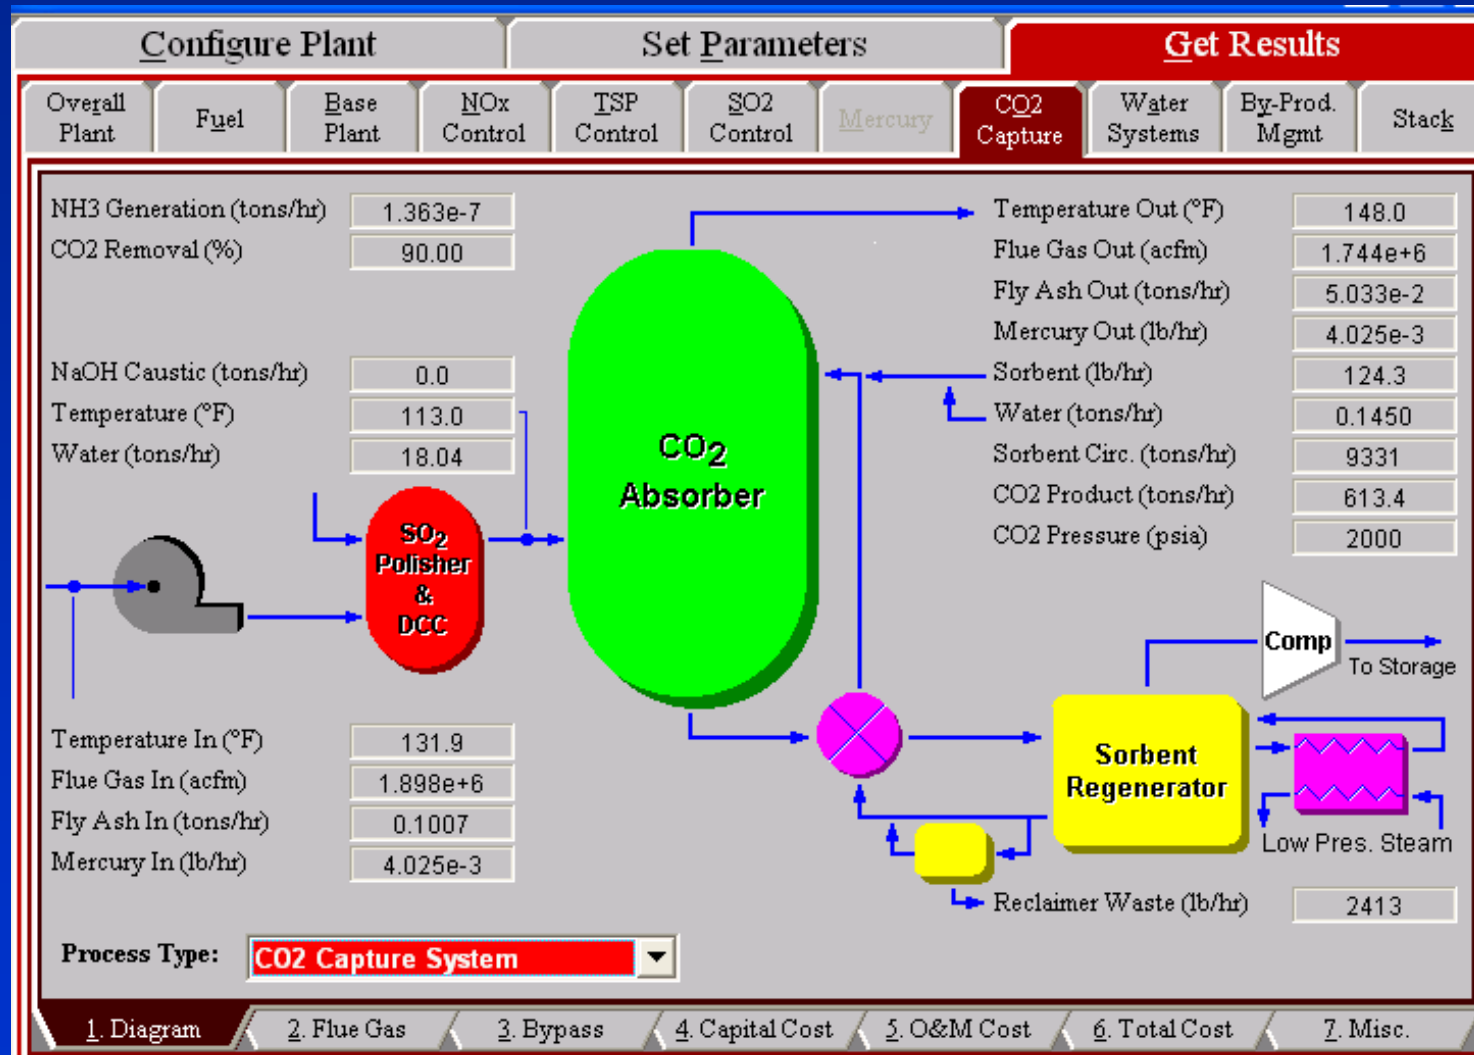 Configure Plant
Set Parameters
Get Results
Overall Plant
Fuel
Base Plant
NOx Control
TSP Control
SO2 Control
Mercury
CO2 Capture
Water Systems
By-Prod. Mgmt
Stack
NH3 Generation (tons/hr) 1.363e-7
CO2 Removal (%) 90.00
NaOH Caustic (tons/hr) 0.0
Temperature (°F) 113.0
Water (tons/hr) 18.04
SO2
Polisher
&
DCC
CO2
Absorber
Temperature Out (°F) 148.0
Flue Gas Out (acfm) 1.744e+6
Fly Ash Out (tons/hr) 5.033e-2
Mercury Out (lb/hr) 4.025e-3
Sorbent (lb/hr) 124.3
Water (tons/hr) 0.1450
Sorbent Circ. (tons/hr) 9331
CO2 Product (tons/hr) 613.4
CO2 Pressure (psia) 2000
Comp
To Storage
Temperature In (°F) 131.9
Flue Gas In (acfm) 1.898e+6
Fly Ash In (tons/hr) 0.1007
Mercury In (lb/hr) 4.025e-3
Sorbent
Regenerator
Low Pres. Steam
Reclaimer Waste (lb/hr) 2413
Process Type: CO2 Capture System
1. Diagram
2. Flue Gas
3. Bypass
4. Capital Cost
5. O&M Cost
6. Total Cost
7. Misc.